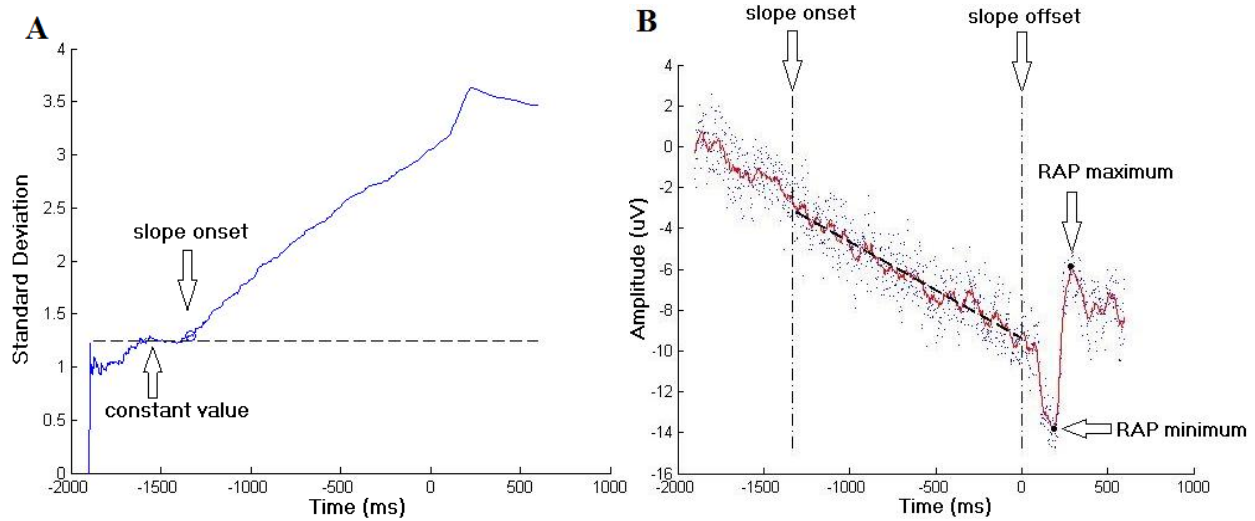 A
4
3.5
3
2.5
2
1.5
1
0.5
0
Standard Deviation
slope onset
constant value
-2000 -1500 -1000 -500 0 500 1000
Time (ms)
B
slope onset
slope offset
4
2
0
-2
-4
-6
-8
-10
-12
-14
-16
Amplitude (uV)
RAP maximum
RAP minimum
-2000 -1500 -1000 -500 0 500 1000
Time (ms)